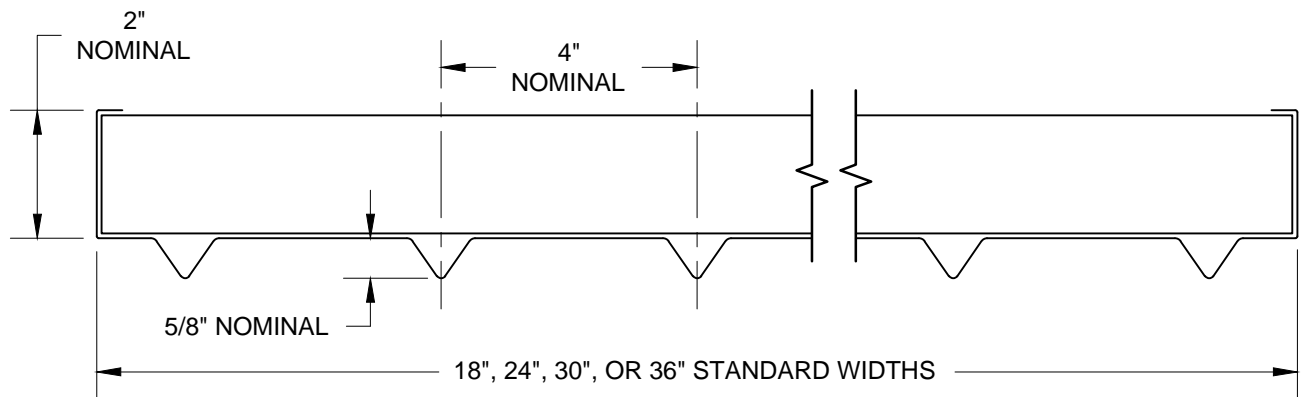 2"
NOMINAL
4"
NOMINAL
5/8" NOMINAL
18", 24", 30", OR 36" STANDARD WIDTHS